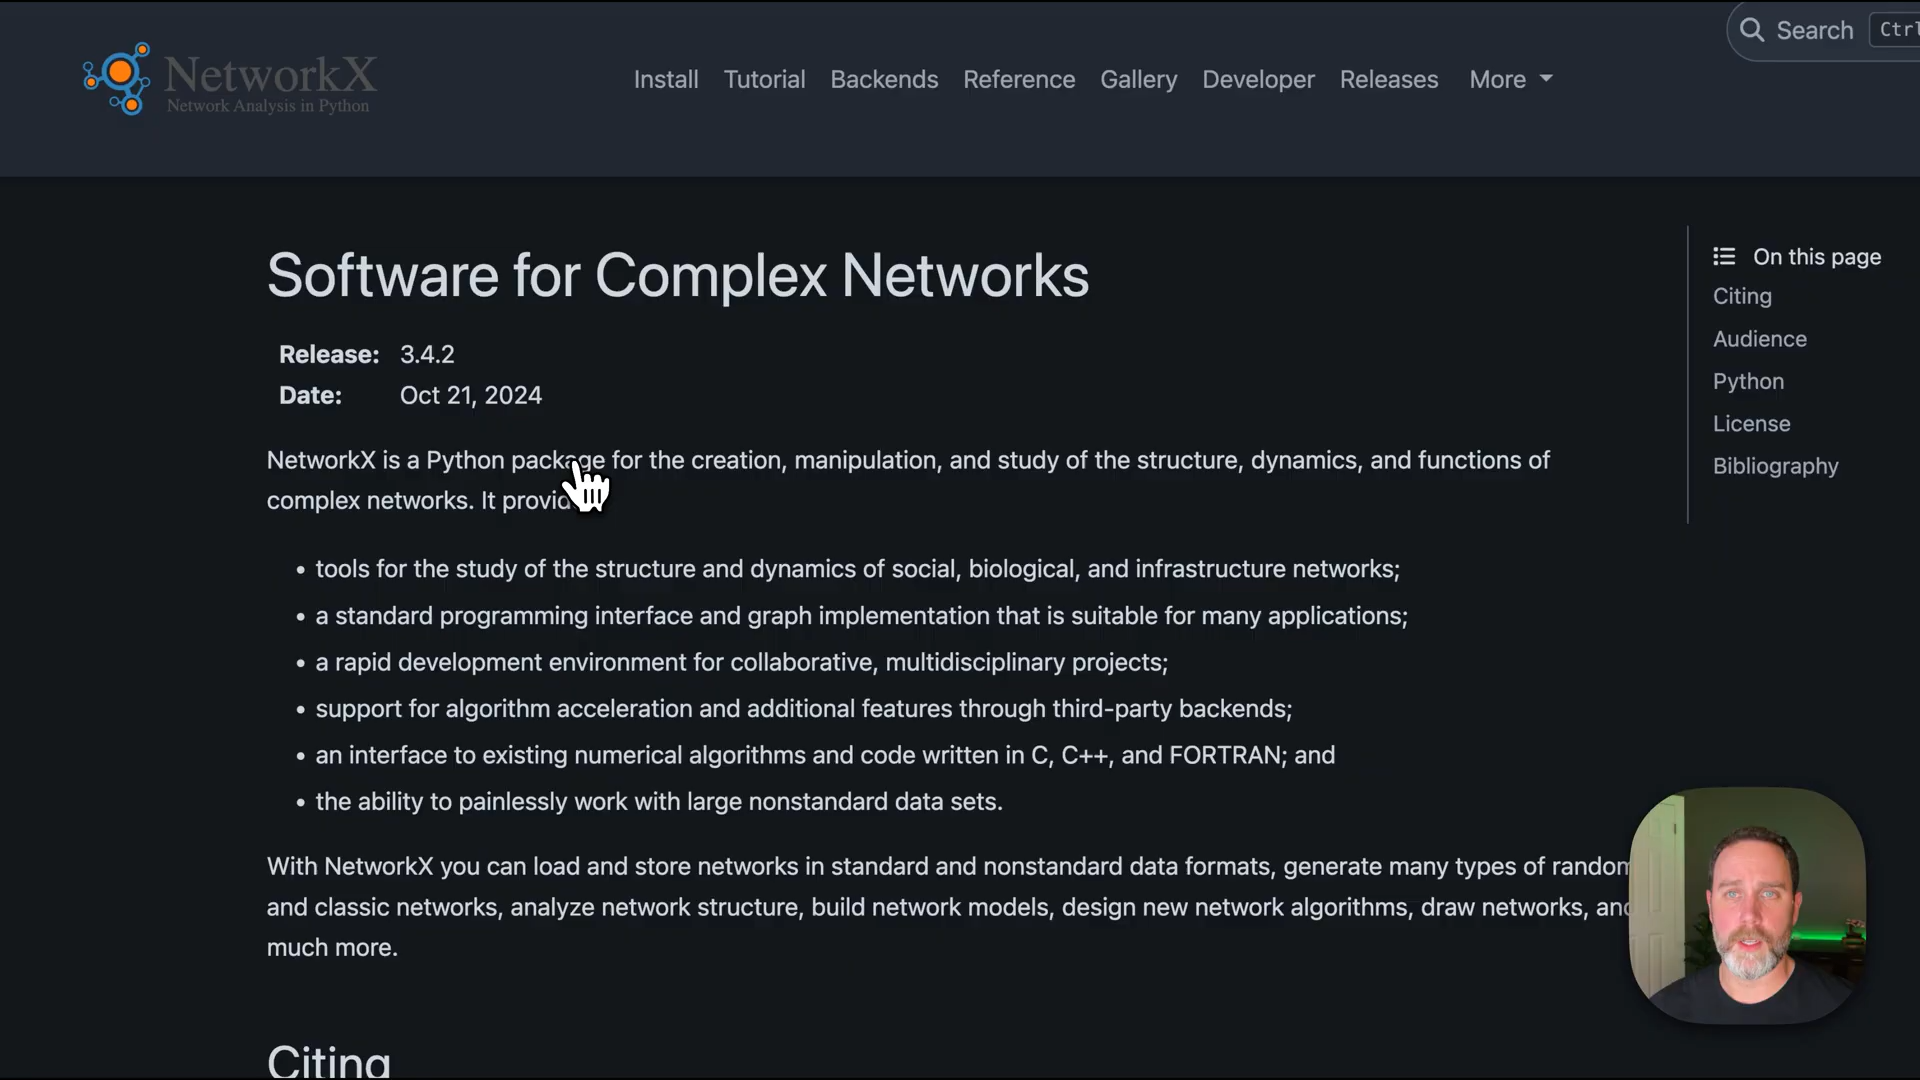 NetworkX
Network Analysis in Python
Install Tutorial Backends Reference Gallery Developer Releases More
Search
Software for Complex Networks
Release: 3.4.2
Date: Oct 21, 2024
NetworkX is a Python package for the creation, manipulation, and study of the structure, dynamics, and functions of
complex networks. It provid
• tools for the study of the structure and dynamics of social, biological, and infrastructure networks;
• a standard programming interface and graph implementation that is suitable for many applications;
• a rapid development environment for collaborative, multidisciplinary projects;
• support for algorithm acceleration and additional features through third-party backends;
• an interface to existing numerical algorithms and code written in C, C++, and FORTRAN; and
• the ability to painlessly work with large nonstandard data sets.
With NetworkX you can load and store networks in standard and nonstandard data formats, generate many types of random
and classic networks, analyze network structure, build network models, design new network algorithms, draw networks, and
much more.
Citing
On this page
Citing
Audience
Python
License
Bibliography